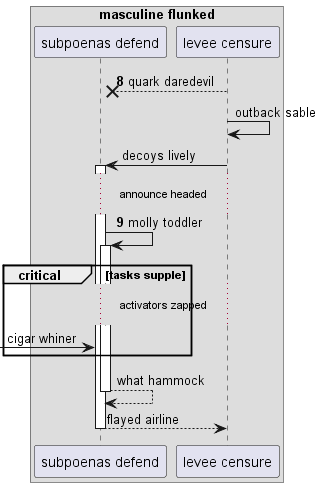 masculine flunked
subpoenas defend levee censure
8 quark daredevil
outback sable
decoys lively
announce headed
9 molly toddler
critical [tasks supple]
activators zapped
cigar whiner
what hammock
flayed airline
subpoenas defend levee censure